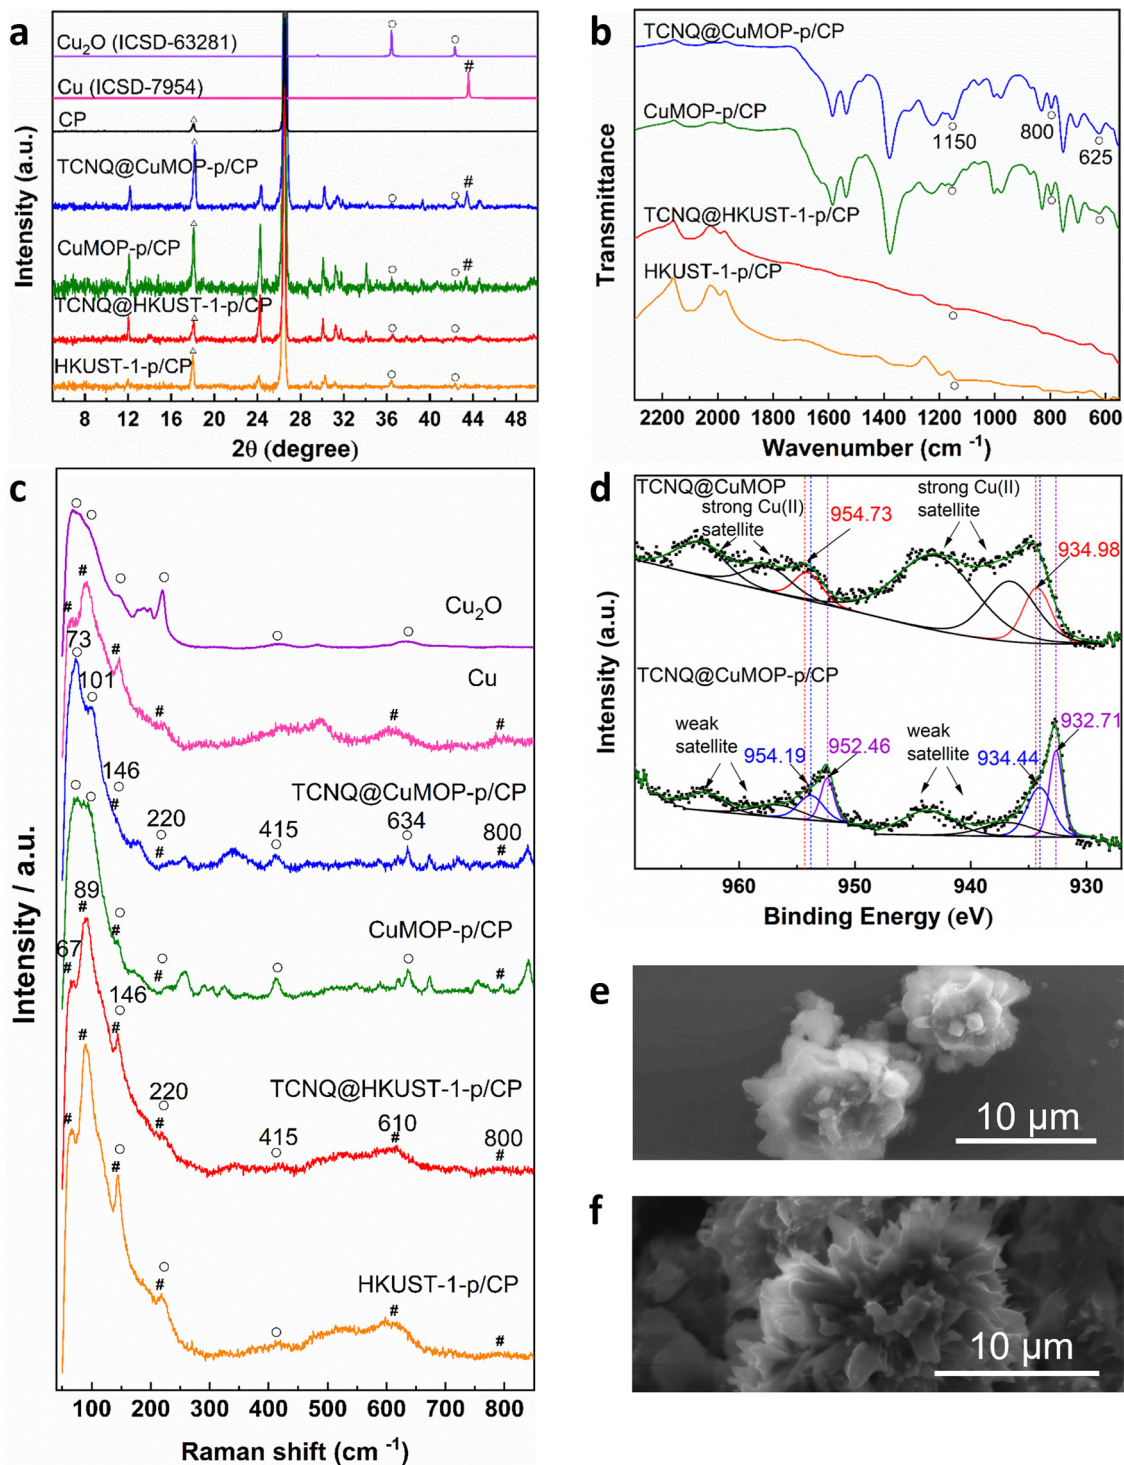 a
Cu₂O (ICSD-63281)
Cu (ICSD-7954)
#
CP
TCNQ@CuMOP-p/CP
#
CuMOP-p/CP
#
TCNQ@HKUST-1-p/CP
HKUST-1-p/CP
Intensity (a.u.)
8 12 16 20 24 28 32 36 40 44 48
2θ (degree)
b
TCNQ@CuMOP-p/CP
CuMOP-p/CP
1150
800
625
TCNQ@HKUST-1-p/CP
HKUST-1-p/CP
Transmittance
2200 2000 1800 1600 1400 1200 1000 800 600
Wavenumber (cm ⁻¹)
c
Cu₂O
# # # # # #
Cu
73
101
146
220
415
634
800
TCNQ@CuMOP-p/CP
# # #
CuMOP-p/CP
# # #
67
89
146
220
415
610
800
TCNQ@HKUST-1-p/CP
# # # # # #
HKUST-1-p/CP
# # # # # #
Intensity / a.u.
100 200 300 400 500 600 700 800
Raman shift (cm ⁻¹)
d
TCNQ@CuMOP
strong Cu(II)
satellite
954.73
strong Cu(II)
satellite
934.98
TCNQ@CuMOP-p/CP
weak
satellite
954.19
952.46
weak
satellite
934.44
932.71
Intensity (a.u.)
960 950 940 930
Binding Energy (eV)
e
10 µm
f
10 µm